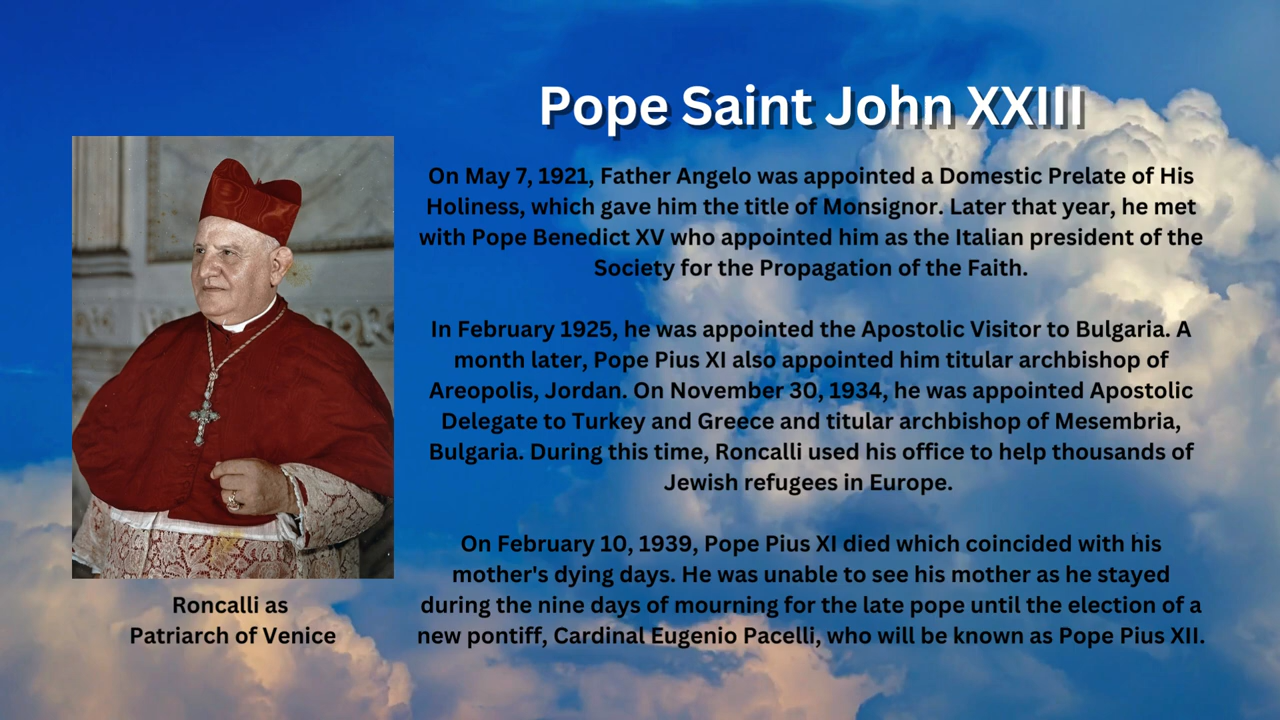 Pope Saint John XXIII
On May 7, 1921, Father Angelo was appointed a Domestic Prelate of His
Holiness, which gave him the title of Monsignor. Later that year, he met
with Pope Benedict XV who appointed him as the Italian president of the
Society for the Propagation of the Faith.
In February 1925, he was appointed the Apostolic Visitor to Bulgaria. A
month later, Pope Pius XI also appointed him titular archbishop of
Areopolis, Jordan. On November 30, 1934, he was appointed Apostolic
Delegate to Turkey and Greece and titular archbishop of Mesembria,
Bulgaria. During this time, Roncalli used his office to help thousands of
Jewish refugees in Europe.
On February 10, 1939, Pope Pius XI died which coincided with his
mother's dying days. He was unable to see his mother as he stayed
during the nine days of mourning for the late pope until the election of a
new pontiff, Cardinal Eugenio Pacelli, who will be known as Pope Pius XII.
Roncalli as
Patriarch of Venice